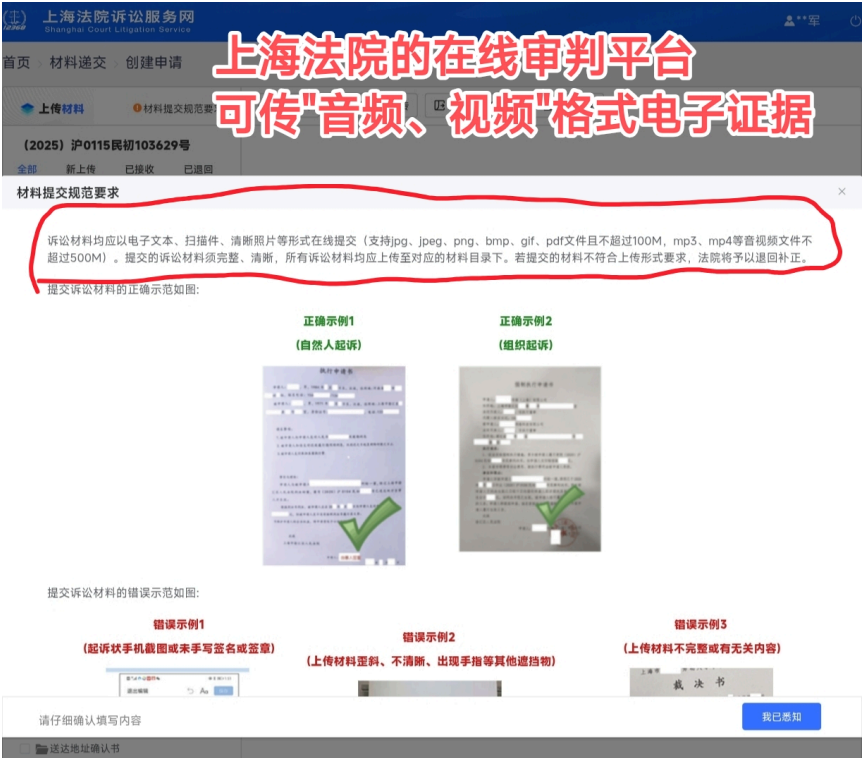 上海法院诉讼服务网
Shanghai Court Litigation Service
12368
**军
首页 材料递交 创建申请
上海法院的在线审判平台
上传材料
材料提交规范要
可传"音频、视频"格式电子证据
(2025)沪0115民初103629号
全部 新上传 已接收 已退回
材料提交规范要求
诉讼材料均应以电子文本、扫描件、清晰照片等形式在线提交(支持jpg、jpeg、png、bmp、gif、pdf文件且不超过100M,mp3、mp4等音视频文件不
超过500M)。提交的诉讼材料须完整、清晰,所有诉讼材料均应上传至对应的材料目录下。若提交的材料不符合上传形式要求,法院将予以退回补正。
提交诉讼材料的正确示范如图:
正确示例1 正确示例2
(自然人起诉) (组织起诉)
执行申请书
提交诉讼材料的错误示范如图:
错误示例1
(起诉状手机截图或未手写签名或签章)
错误示例2
(上传材料歪斜、不清晰、出现手指等其他遮挡物)
错误示例3
(上传材料不完整或有无关内容)
裁决书
请仔细确认填写内容
我已悉知
送达地址确认书